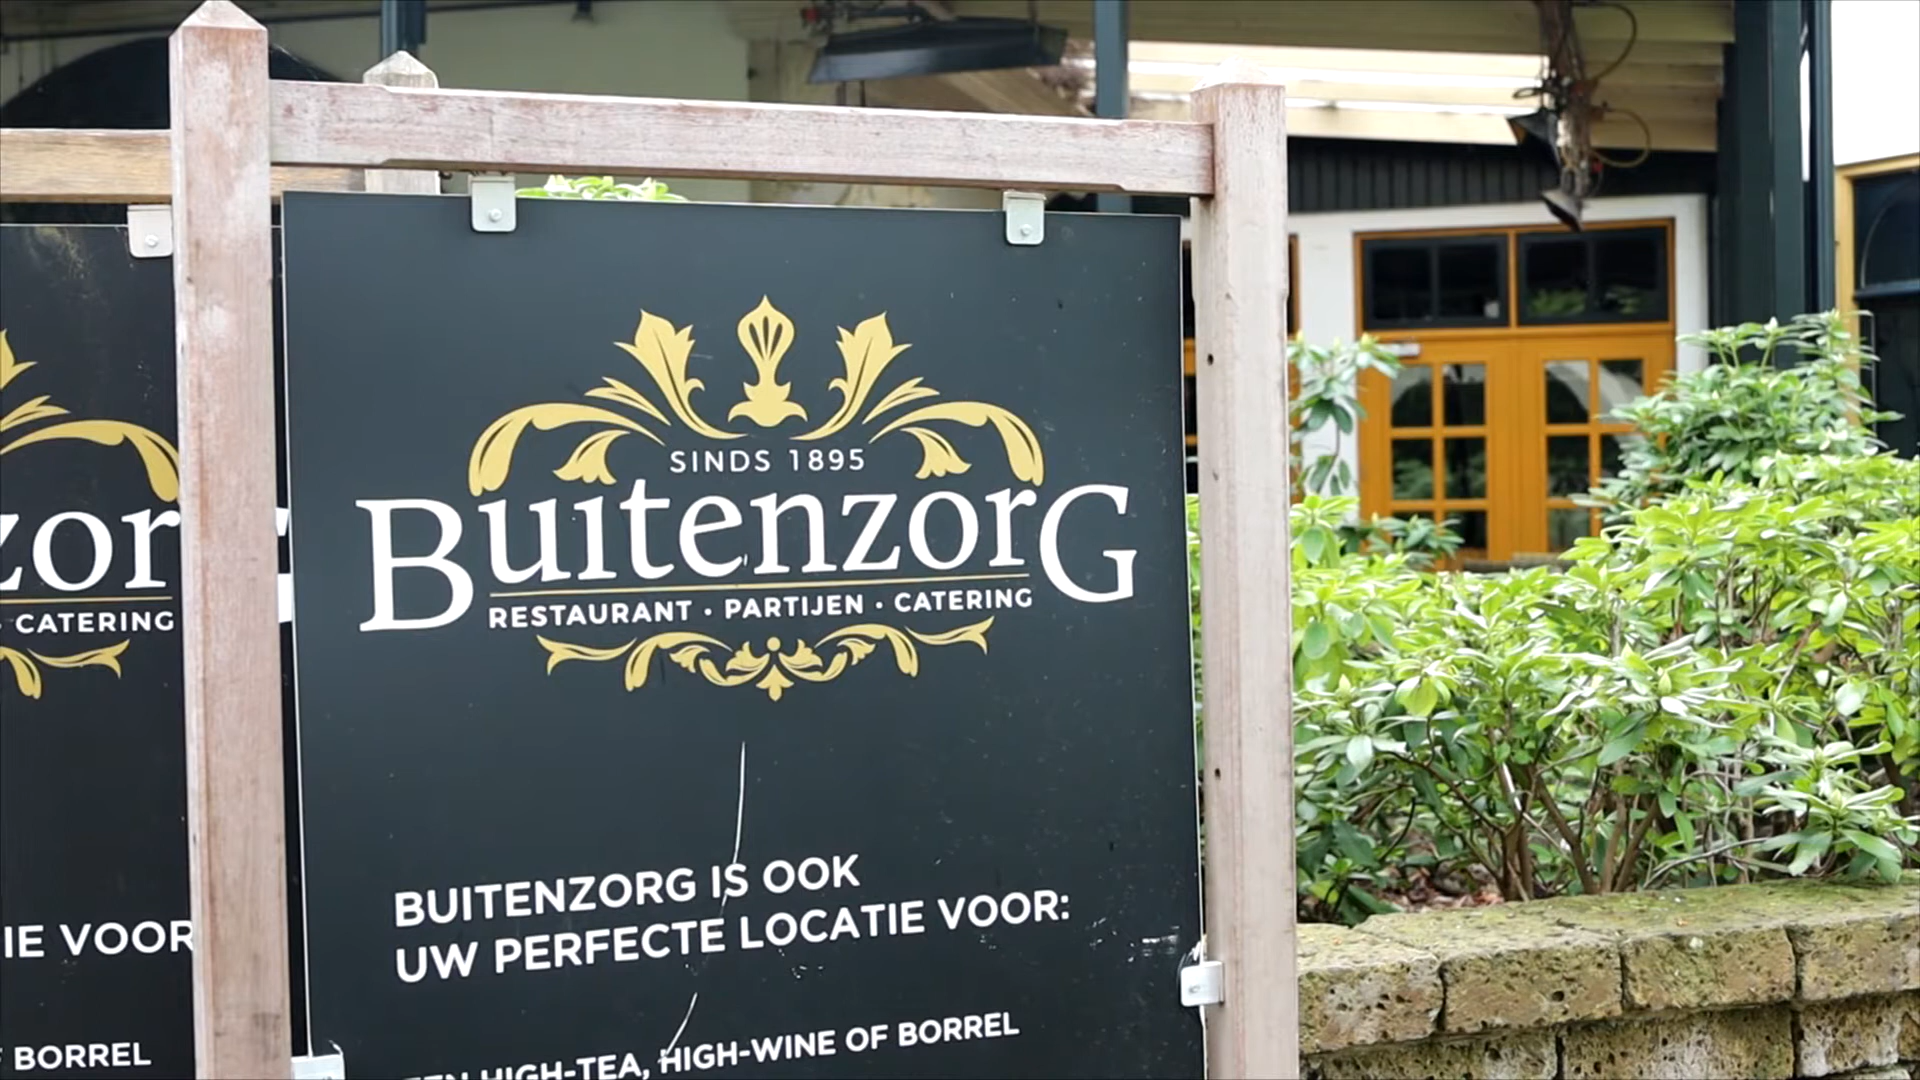 SINDS 1895
BuitenzorG
RESTAURANT • PARTIJEN • CATERING
BUITENZORG IS OOK
UW PERFECTE LOCATIE VOOR:
HIGH-TEA, HIGH-WINE OF BORREL
zor
• CATERING
IE VOOR
BORREL